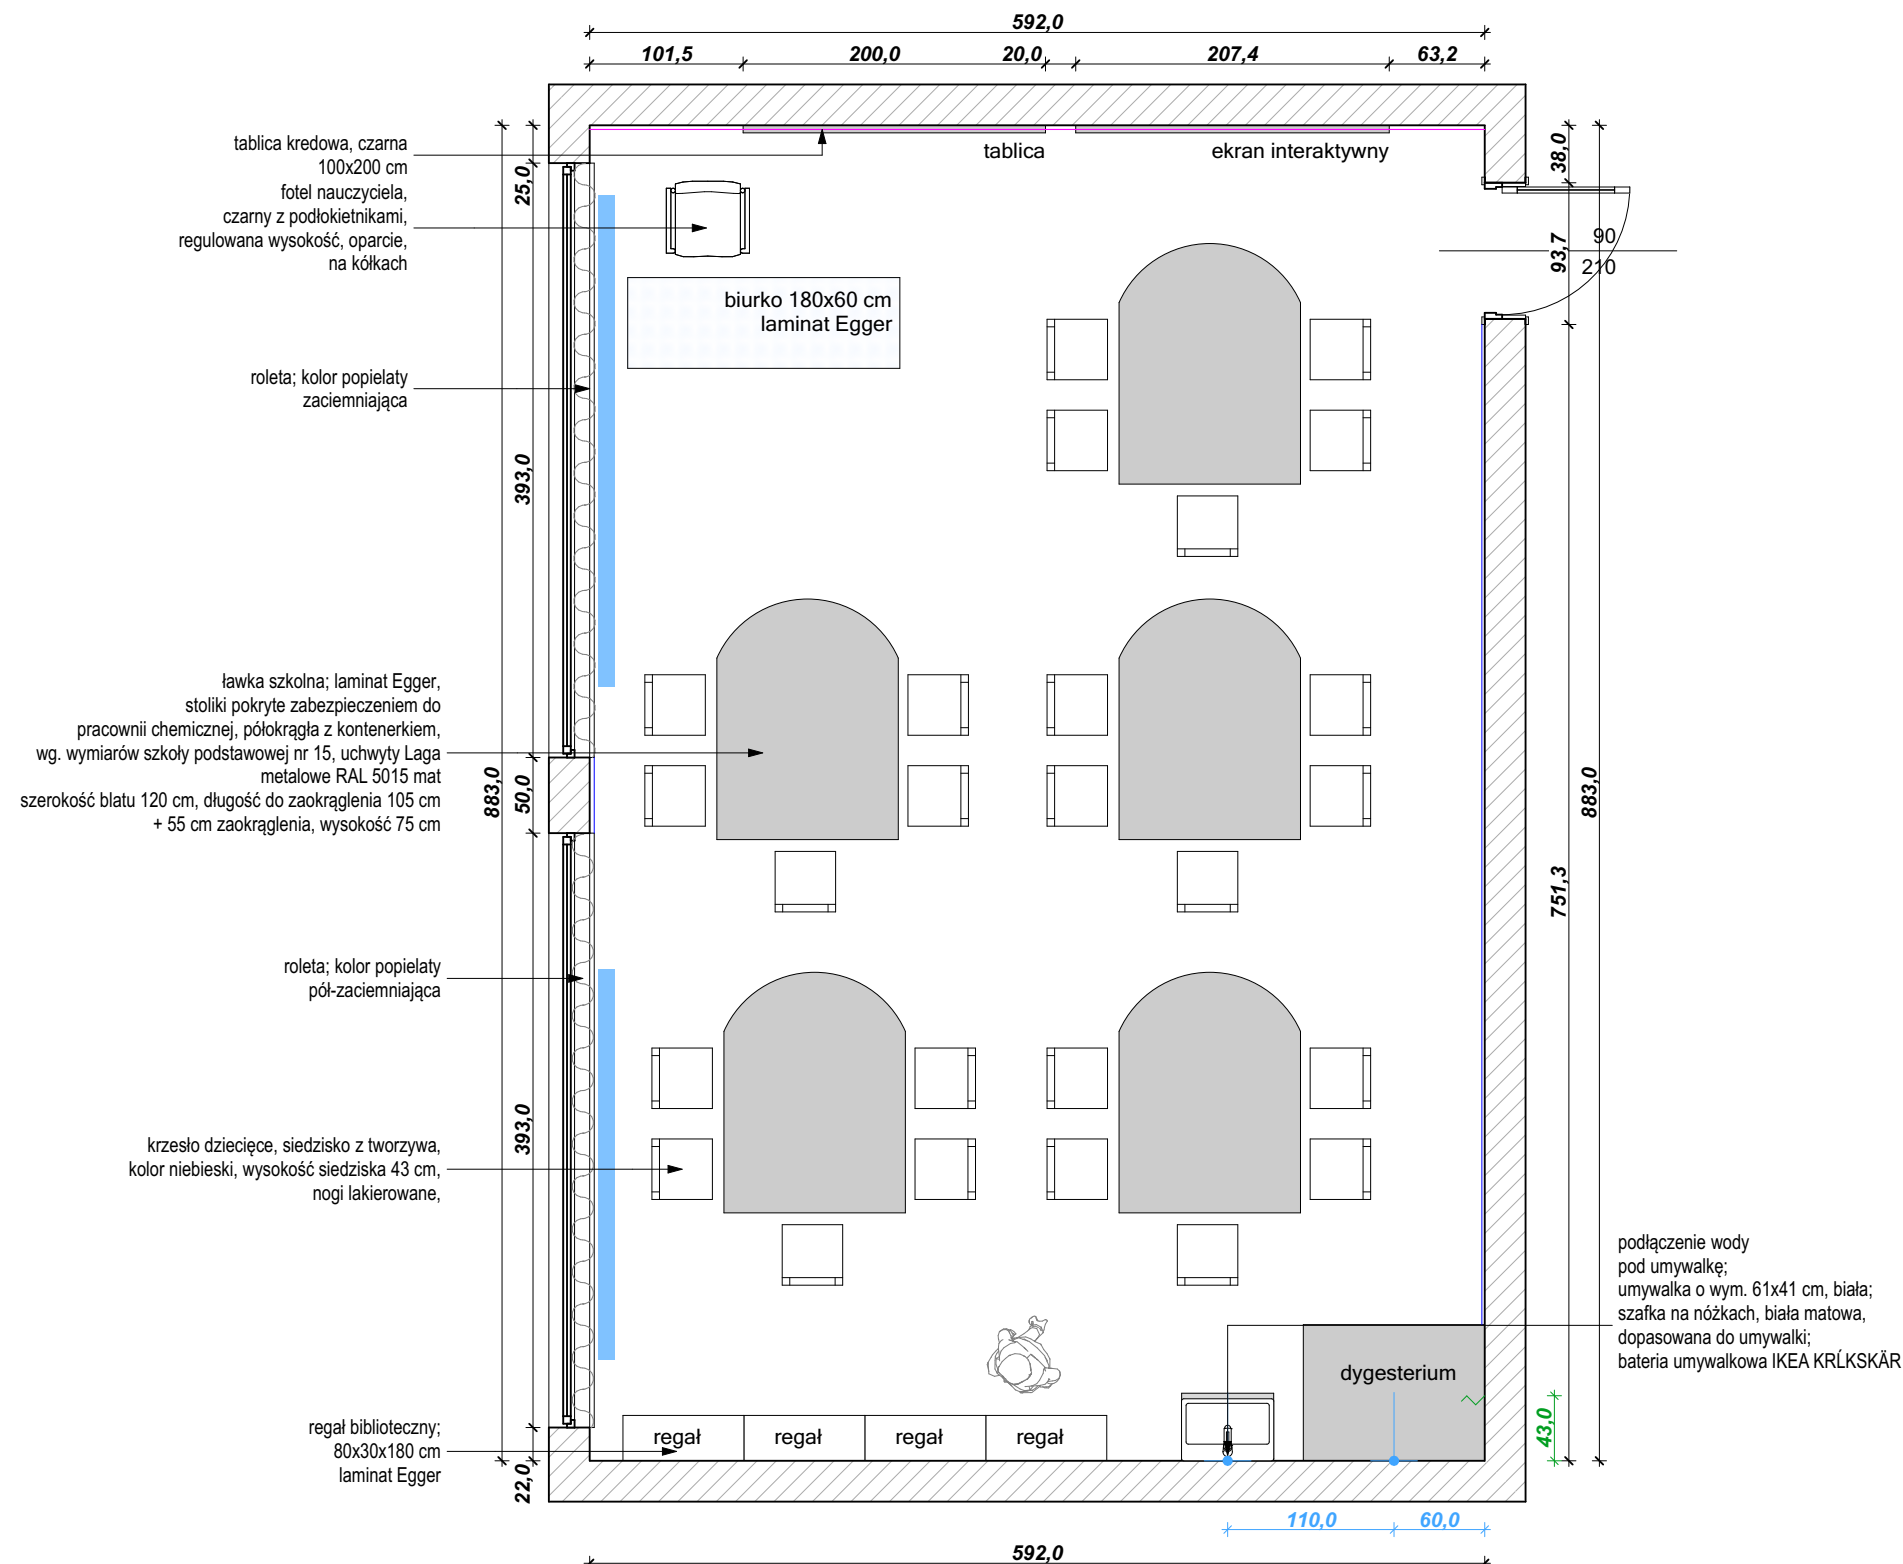 592,0
101,5
200,0
20,0
207,4
63,2
tablica kredowa, czarna
100x200 cm
fotel nauczyciela,
czarny z podłokietnikami,
regulowana wysokość, oparcie,
na kółkach
tablica
ekran interaktywny
25,0
38,0
93,7
90
210
biurko 180x60 cm
laminat Egger
roleta; kolor popielaty
zaciemniająca
393,0
ławka szkolna; laminat Egger,
stoliki pokryte zabezpieczeniem do
pracownii chemicznej, półokrągła z kontenerkiem,
wg. wymiarów szkoły podstawowej nr 15, uchwyty Laga
metalowe RAL 5015 mat
szerokość blatu 120 cm, długość do zaokrąglenia 105 cm
+ 55 cm zaokrąglenia, wysokość 75 cm
883,0
50,0
883,0
751,3
roleta; kolor popielaty
pół-zaciemniająca
393,0
krzesło dziecięce, siedzisko z tworzywa,
kolor niebieski, wysokość siedziska 43 cm,
nogi lakierowane,
podłączenie wody
pod umywalkę;
umywalka o wym. 61x41 cm, biała;
szafka na nóżkach, biała matowa,
dopasowana do umywalki;
bateria umywalkowa IKEA KRĹKSKÄR
dygesterium
43,0
regał biblioteczny;
80x30x180 cm
laminat Egger
regał
regał
regał
regał
22,0
110,0
60,0
592,0